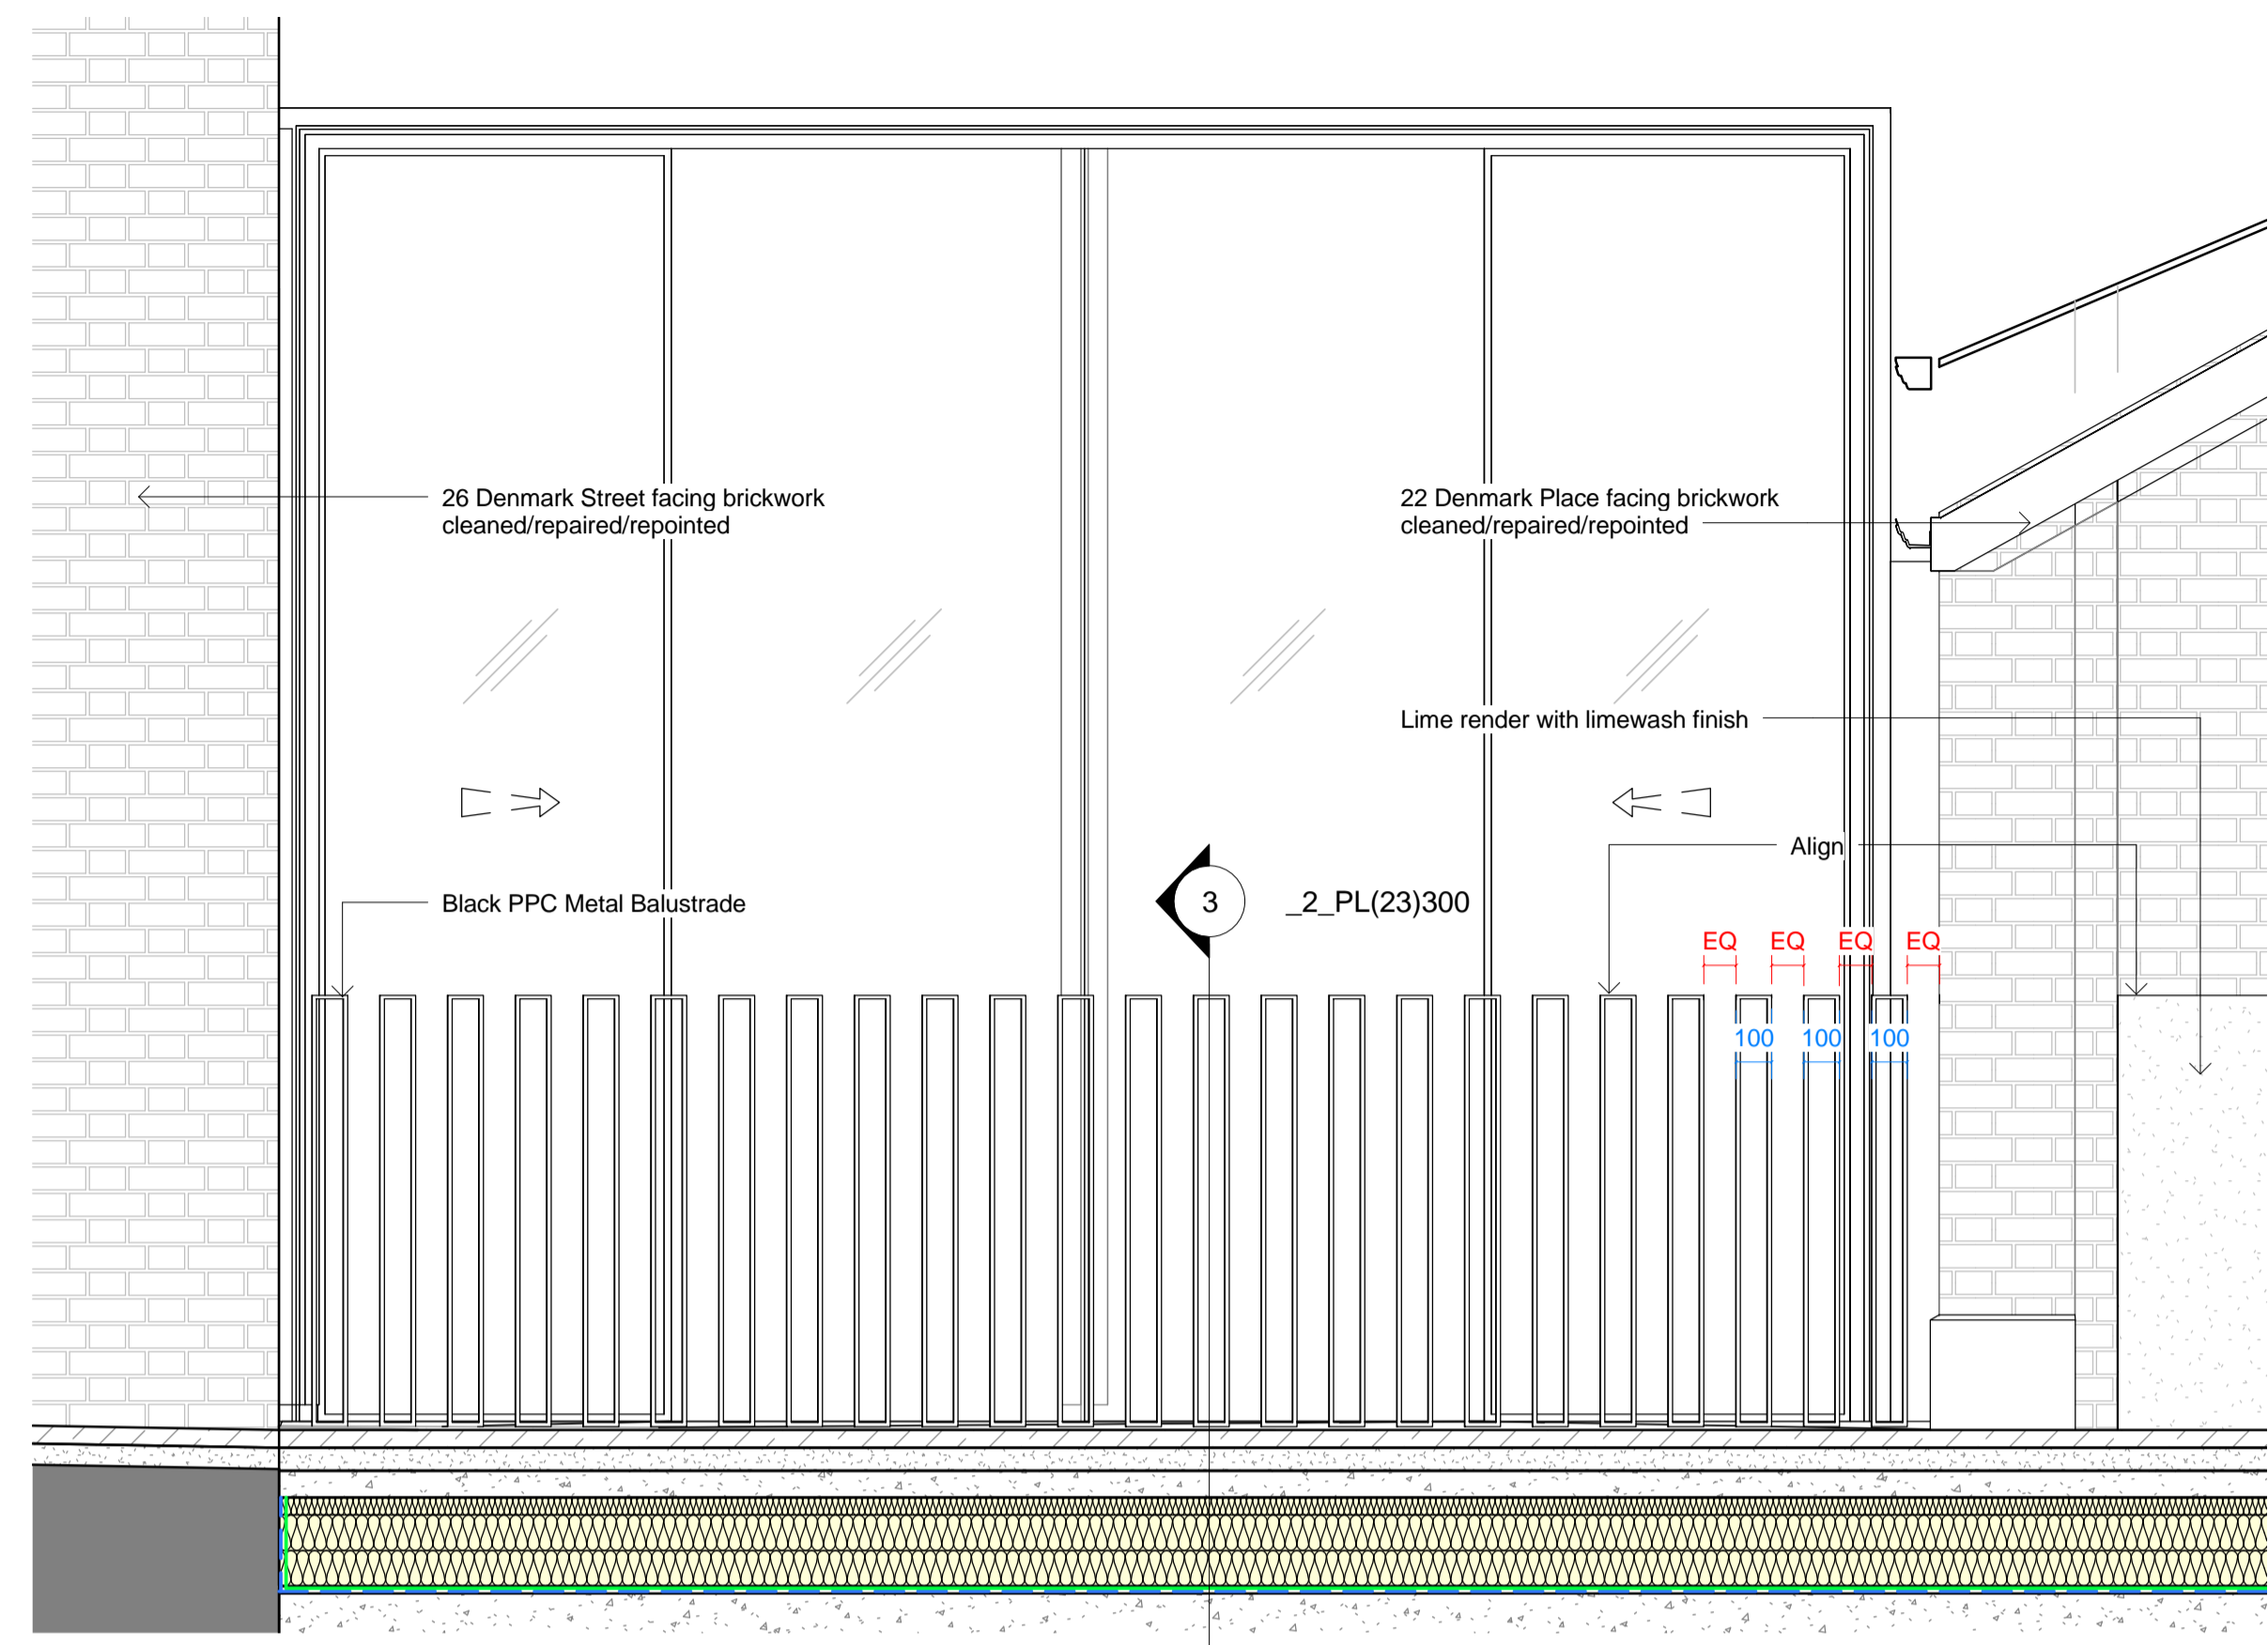 26 Denmark Street facing brickwork
cleaned/repaired/repointed
22 Denmark Place facing brickwork
cleaned/repaired/repointed
Lime render with limewash finish
Align
Black PPC Metal Balustrade
3
_2_PL(23)300
EQ EQ EQ EQ
100 100 100